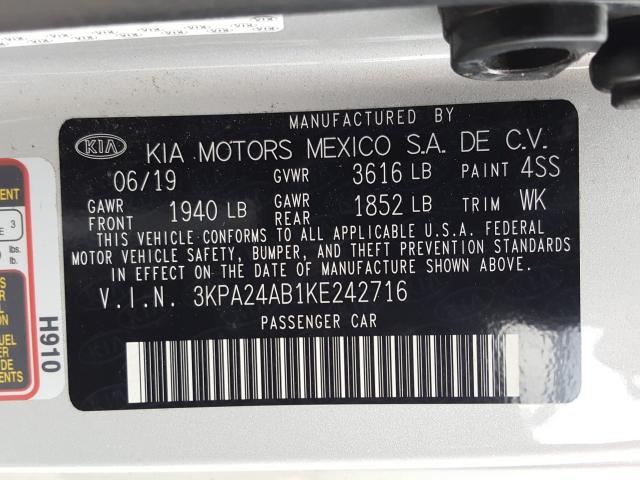 MANUFACTURED BY
KIA KIA MOTORS MEXICO S.A. DE C.V.
06/19 GVWR 3616 LB PAINT 4SS
GAWR FRONT 1940 LB GAWR REAR 1852 LB TRIM WK
THIS VEHICLE CONFORMS TO ALL APPLICABLE U.S.A. FEDERAL
MOTOR VEHICLE SAFETY, BUMPER, AND THEFT PREVENTION STANDARDS
IN EFFECT ON THE DATE OF MANUFACTURE SHOWN ABOVE.
V.I.N. 3KPA24AB1KE242716
PASSENGER CAR
H910